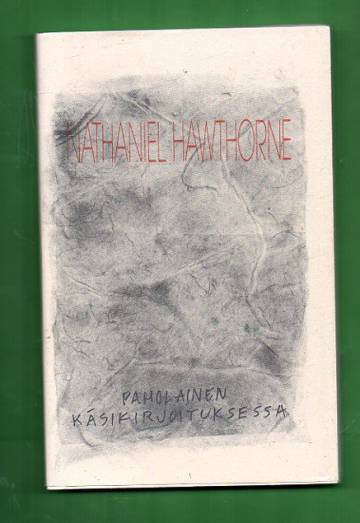 NATHANIEL HAWTHORNE
PAHOLAINEN
KÄSIKIRJOITUKSESSA